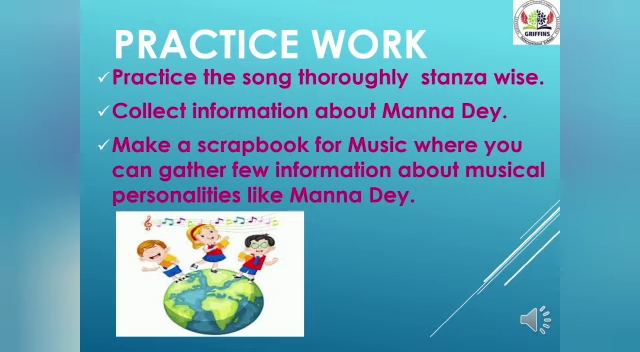 GRIFFINS
PRACTICE WORK
✓Practice the song thoroughly stanza wise.
✓Collect information about Manna Dey.
✓Make a scrapbook for Music where you
can gather few information about musical
personalities like Manna Dey.